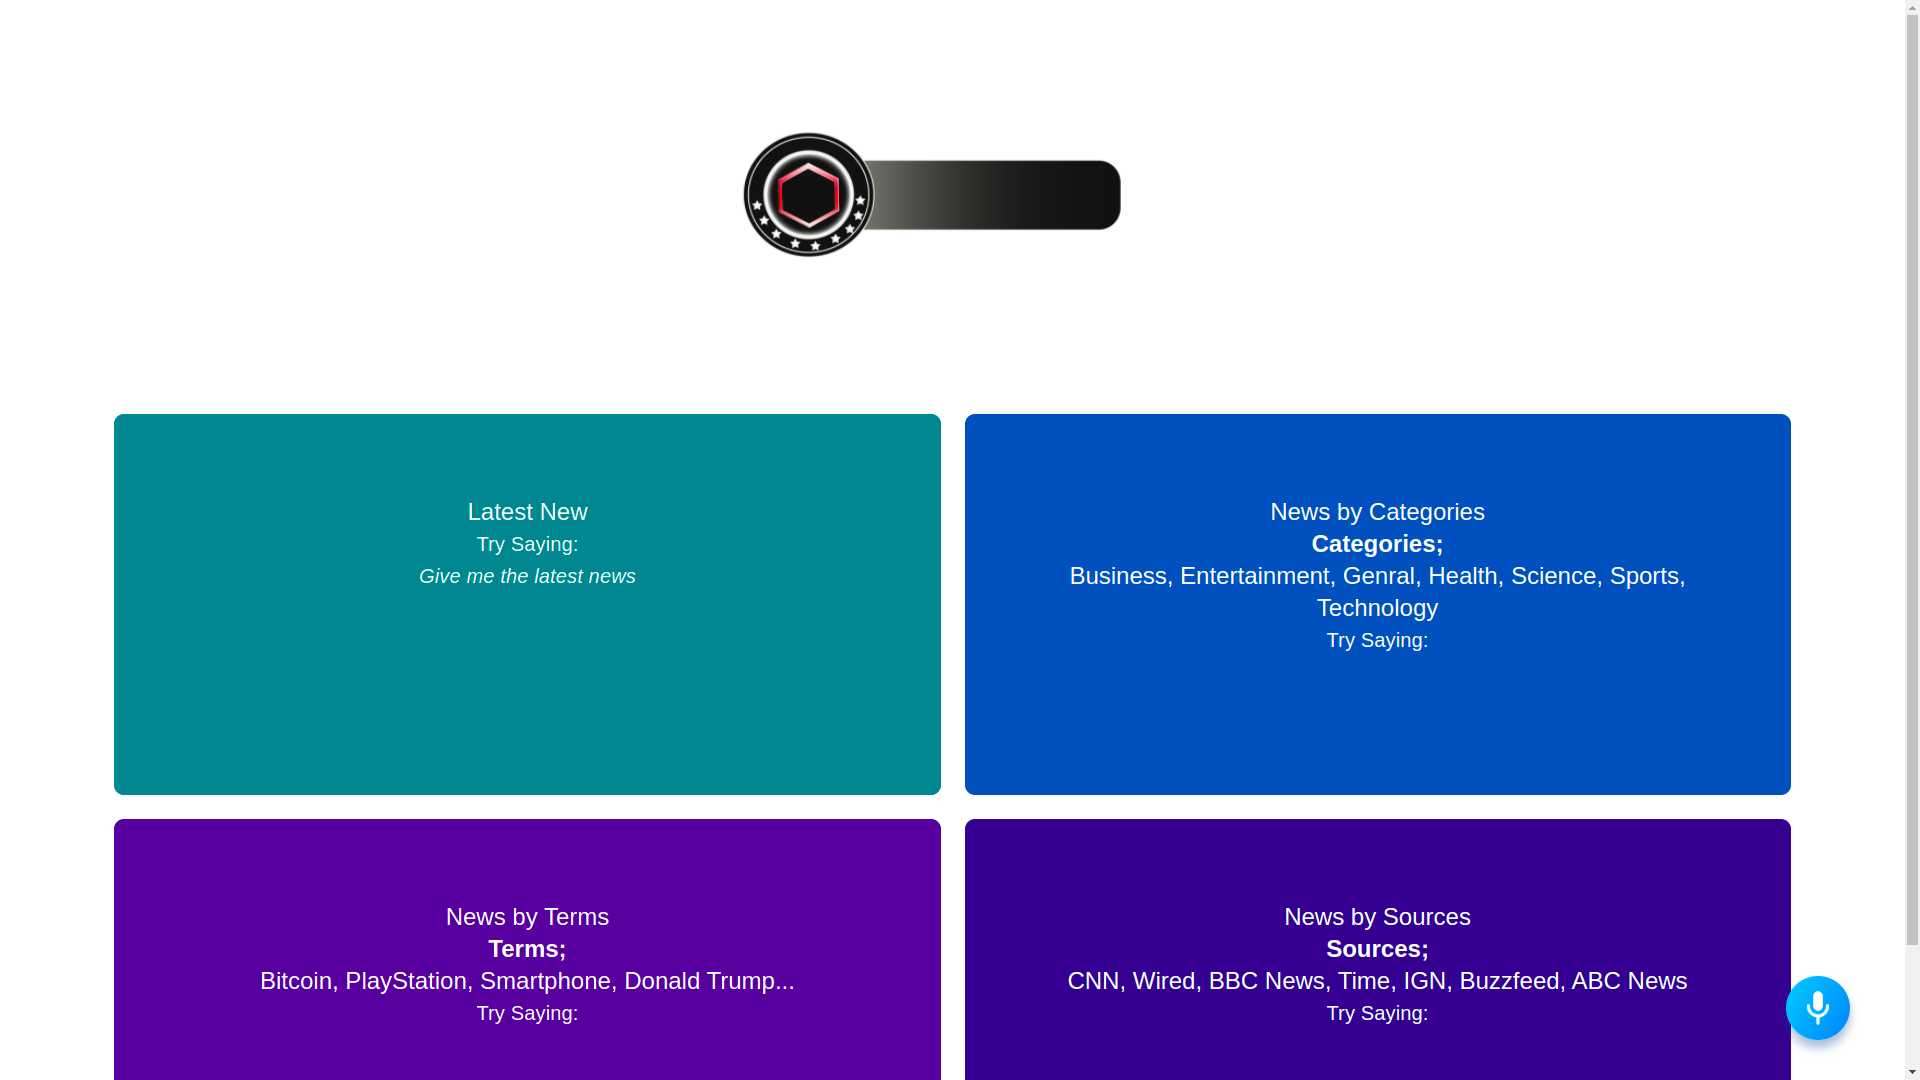 Latest New
Try Saying:
Give me the latest news
News by Categories
Categories;
Business, Entertainment, Genral, Health, Science, Sports,
Technology
Try Saying:
News by Terms
Terms;
Bitcoin, PlayStation, Smartphone, Donald Trump...
Try Saying:
News by Sources
Sources;
CNN, Wired, BBC News, Time, IGN, Buzzfeed, ABC News
Try Saying: